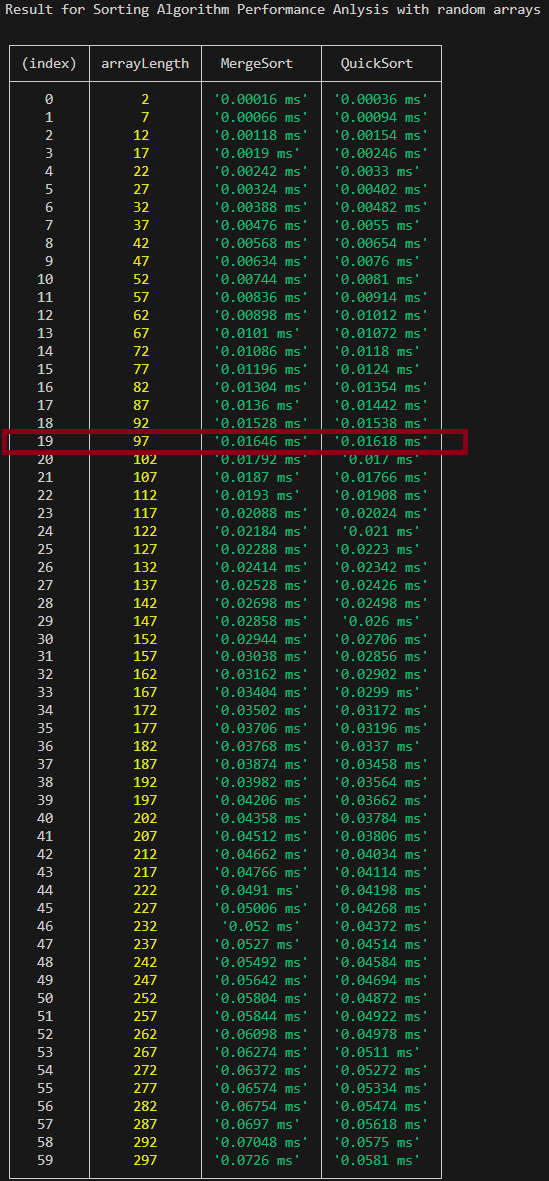 Result for Sorting Algorithm Performance Anlysis with random arrays
(index) arrayLength MergeSort QuickSort
0 2 '0.00016 ms' '0.00036 ms'
1 7 '0.00066 ms' '0.00094 ms'
2 12 '0.00118 ms' '0.00154 ms'
3 17 '0.0019 ms' '0.00246 ms'
4 22 '0.00242 ms' '0.0033 ms'
5 27 '0.00324 ms' '0.00402 ms'
6 32 '0.00388 ms' '0.00482 ms'
7 37 '0.00476 ms' '0.0055 ms'
8 42 '0.00568 ms' '0.00654 ms'
9 47 '0.00634 ms' '0.0076 ms'
10 52 '0.00744 ms' '0.0081 ms'
11 57 '0.00836 ms' '0.00914 ms'
12 62 '0.00898 ms' '0.01012 ms'
13 67 '0.0101 ms' '0.01072 ms'
14 72 '0.01086 ms' '0.0118 ms'
15 77 '0.01196 ms' '0.0124 ms'
16 82 '0.01304 ms' '0.01354 ms'
17 87 '0.0136 ms' '0.01442 ms'
18 92 '0.01528 ms' '0.01538 ms'
19 97 '0.01646 ms' '0.01618 ms'
20 102 '0.01792 ms' '0.017 ms'
21 107 '0.0187 ms' '0.01766 ms'
22 112 '0.0193 ms' '0.01908 ms'
23 117 '0.02088 ms' '0.02024 ms'
24 122 '0.02184 ms' '0.021 ms'
25 127 '0.02288 ms' '0.0223 ms'
26 132 '0.02414 ms' '0.02342 ms'
27 137 '0.02528 ms' '0.02426 ms'
28 142 '0.02698 ms' '0.02498 ms'
29 147 '0.02858 ms' '0.026 ms'
30 152 '0.02944 ms' '0.02706 ms'
31 157 '0.03038 ms' '0.02856 ms'
32 162 '0.03162 ms' '0.02902 ms'
33 167 '0.03404 ms' '0.0299 ms'
34 172 '0.03502 ms' '0.03172 ms'
35 177 '0.03706 ms' '0.03196 ms'
36 182 '0.03768 ms' '0.0337 ms'
37 187 '0.03874 ms' '0.03458 ms'
38 192 '0.03982 ms' '0.03564 ms'
39 197 '0.04206 ms' '0.03662 ms'
40 202 '0.04358 ms' '0.03784 ms'
41 207 '0.04512 ms' '0.03806 ms'
42 212 '0.04662 ms' '0.04034 ms'
43 217 '0.04766 ms' '0.04114 ms'
44 222 '0.0491 ms' '0.04198 ms'
45 227 '0.05006 ms' '0.04268 ms'
46 232 '0.052 ms' '0.04372 ms'
47 237 '0.0527 ms' '0.04514 ms'
48 242 '0.05492 ms' '0.04584 ms'
49 247 '0.05642 ms' '0.04694 ms'
50 252 '0.05804 ms' '0.04872 ms'
51 257 '0.05844 ms' '0.04922 ms'
52 262 '0.06098 ms' '0.04978 ms'
53 267 '0.06274 ms' '0.0511 ms'
54 272 '0.06372 ms' '0.05272 ms'
55 277 '0.06574 ms' '0.05334 ms'
56 282 '0.06754 ms' '0.05474 ms'
57 287 '0.0697 ms' '0.05618 ms'
58 292 '0.07048 ms' '0.0575 ms'
59 297 '0.0726 ms' '0.0581 ms'